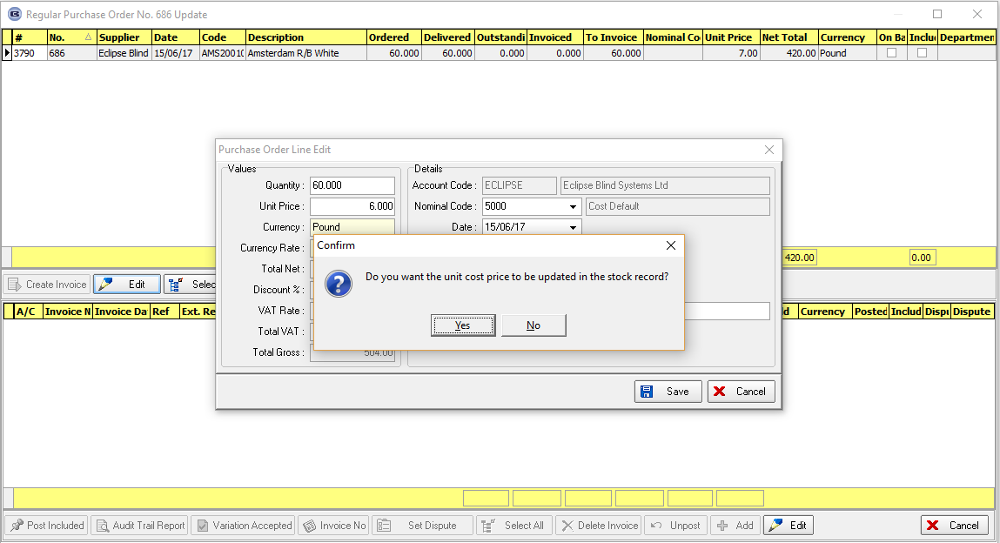 Regular Purchase Order No. 686 Update
# No. Supplier Date Code Description Ordered Delivered Outstandi Invoiced To Invoice Nominal Co Unit Price Net Total Currency On Ba Inclu Departmen
3790 686 Eclipse Blind 15/06/17 AMS2001 Amsterdam R/B White 60.000 60.000 0.000 0.000 60.000 7.00 420.00 Pound
Purchase Order Line Edit
Values Details
Quantity : 60.000 Account Code : ECLIPSE Eclipse Blind Systems Ltd
Unit Price : 6.000 Nominal Code : 5000 Cost Default
Currency : Pound Date : 15/06/17
Currency Rate :
Total Net :
Discount % :
VAT Rate :
Total VAT :
Total Gross : 504.00
Confirm
Do you want the unit cost price to be updated in the stock record?
Yes No
Save Cancel
420.00 0.00
Create Invoice Edit Selec
A/C Invoice N Invoice Da Ref Ext. Re d Currency Posted Includ Dispu Dispute
Post Included Audit Trail Report Variation Accepted Invoice No Set Dispute Select All Delete Invoice Unpost Add Edit Cancel